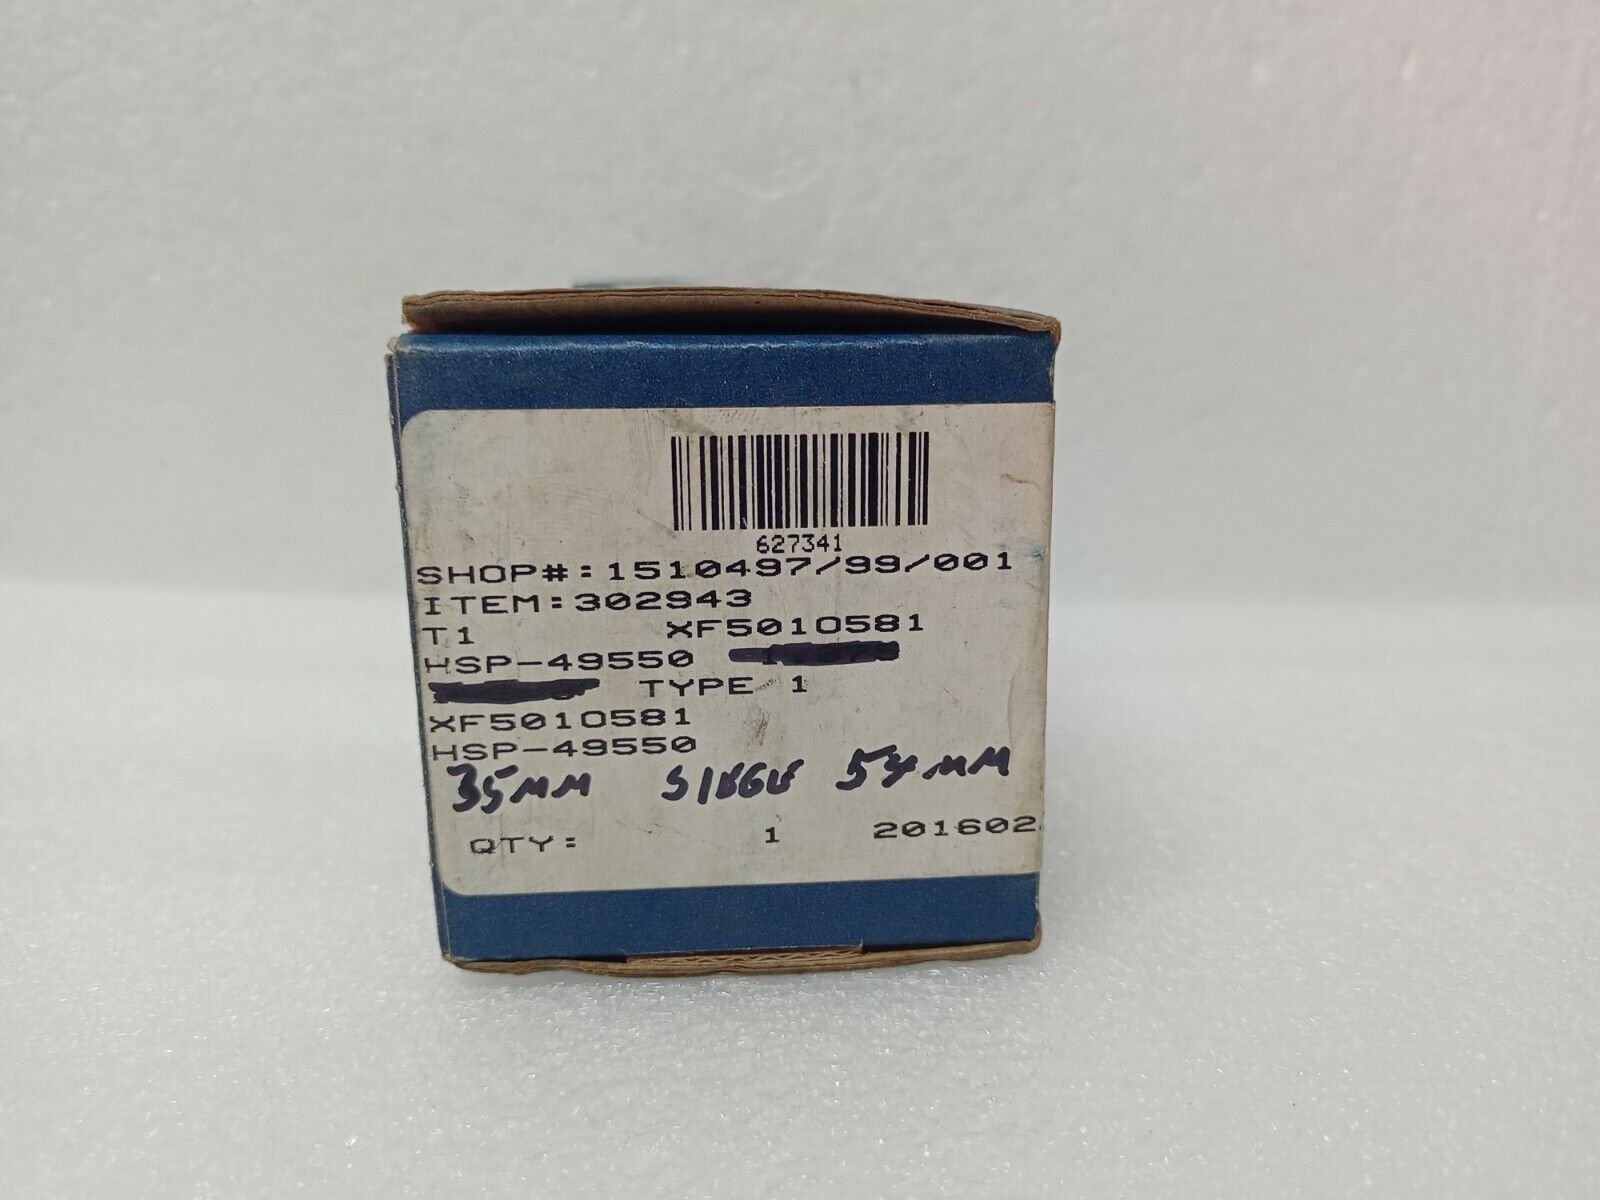 627341
SHOP#:1510497/99/001
ITEM:302943
T1 XF5010581
HSP-49550
TYPE 1
XF5010581
HSP-49550
35MM 54MM
QTY: 1 201602